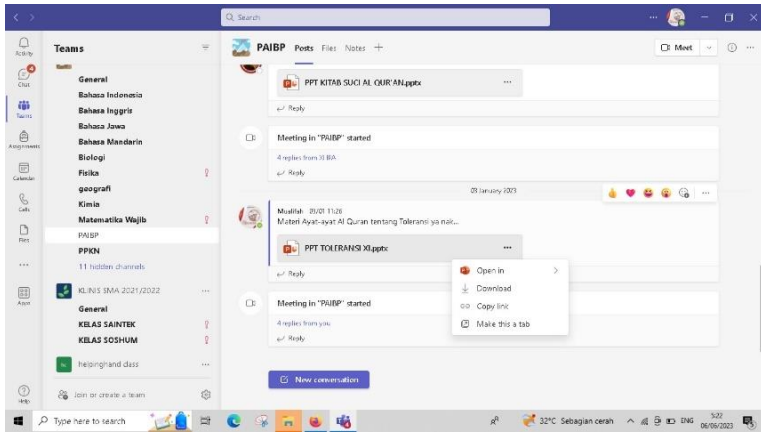 Search
Activity
Chat
Teams
Assignments
Calendar
Calls
Files
Apps
Help
Teams
General
Bahasa Indonesia
Bahasa Inggris
Bahasa Jawa
Bahasa Mandarin
Biologi
Fisika
geografi
Kimia
Matematika Wajib
PAIBP
PPKN
11 hidden channels
KLINIS SMA 2021/2022
General
KELAS SAINTEK
KELAS SOSHUM
helpinghand class
Join or create a team
PAIBP Posts Files Notes +
Meet
PPT KITAB SUCI AL QUR'AN.pptx
Reply
Meeting in "PAIBP" started
4 replies from
Reply
03 January 2023
03/01 11:26
Materi Ayat-ayat Al Quran tentang Toleransi ya nak...
PPT TOLERANSI XI.pptx
Reply
Open in
Download
Copy link
Make this a tab
Meeting in "PAIBP" started
4 replies from you
Reply
New conversation
Type here to search
32°C Sebagian cerah
ENG
5:22
06/06/2023